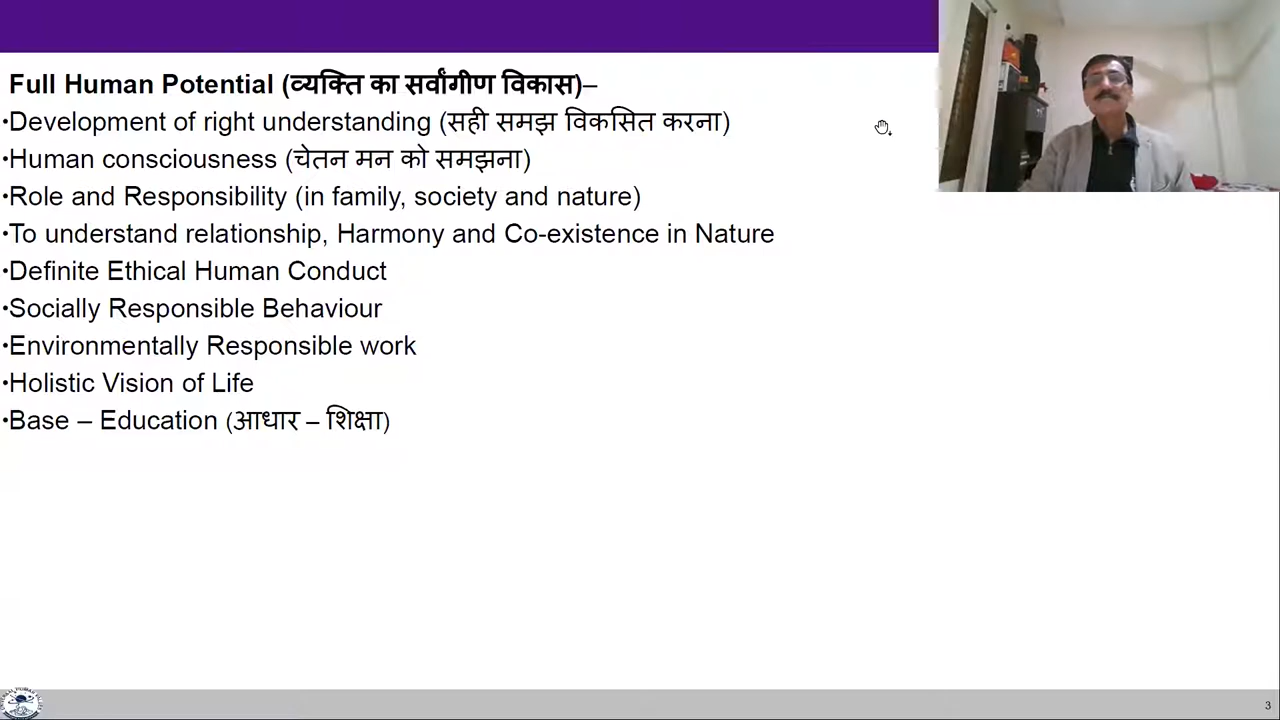 Full Human Potential (व्यक्ति का सर्वांगीण विकास)–
•Development of right understanding (सही समझ विकसित करना)
•Human consciousness (चेतन मन को समझना)
•Role and Responsibility (in family, society and nature)
•To understand relationship, Harmony and Co-existence in Nature
•Definite Ethical Human Conduct
•Socially Responsible Behaviour
•Environmentally Responsible work
•Holistic Vision of Life
•Base – Education (आधार – शिक्षा)
3